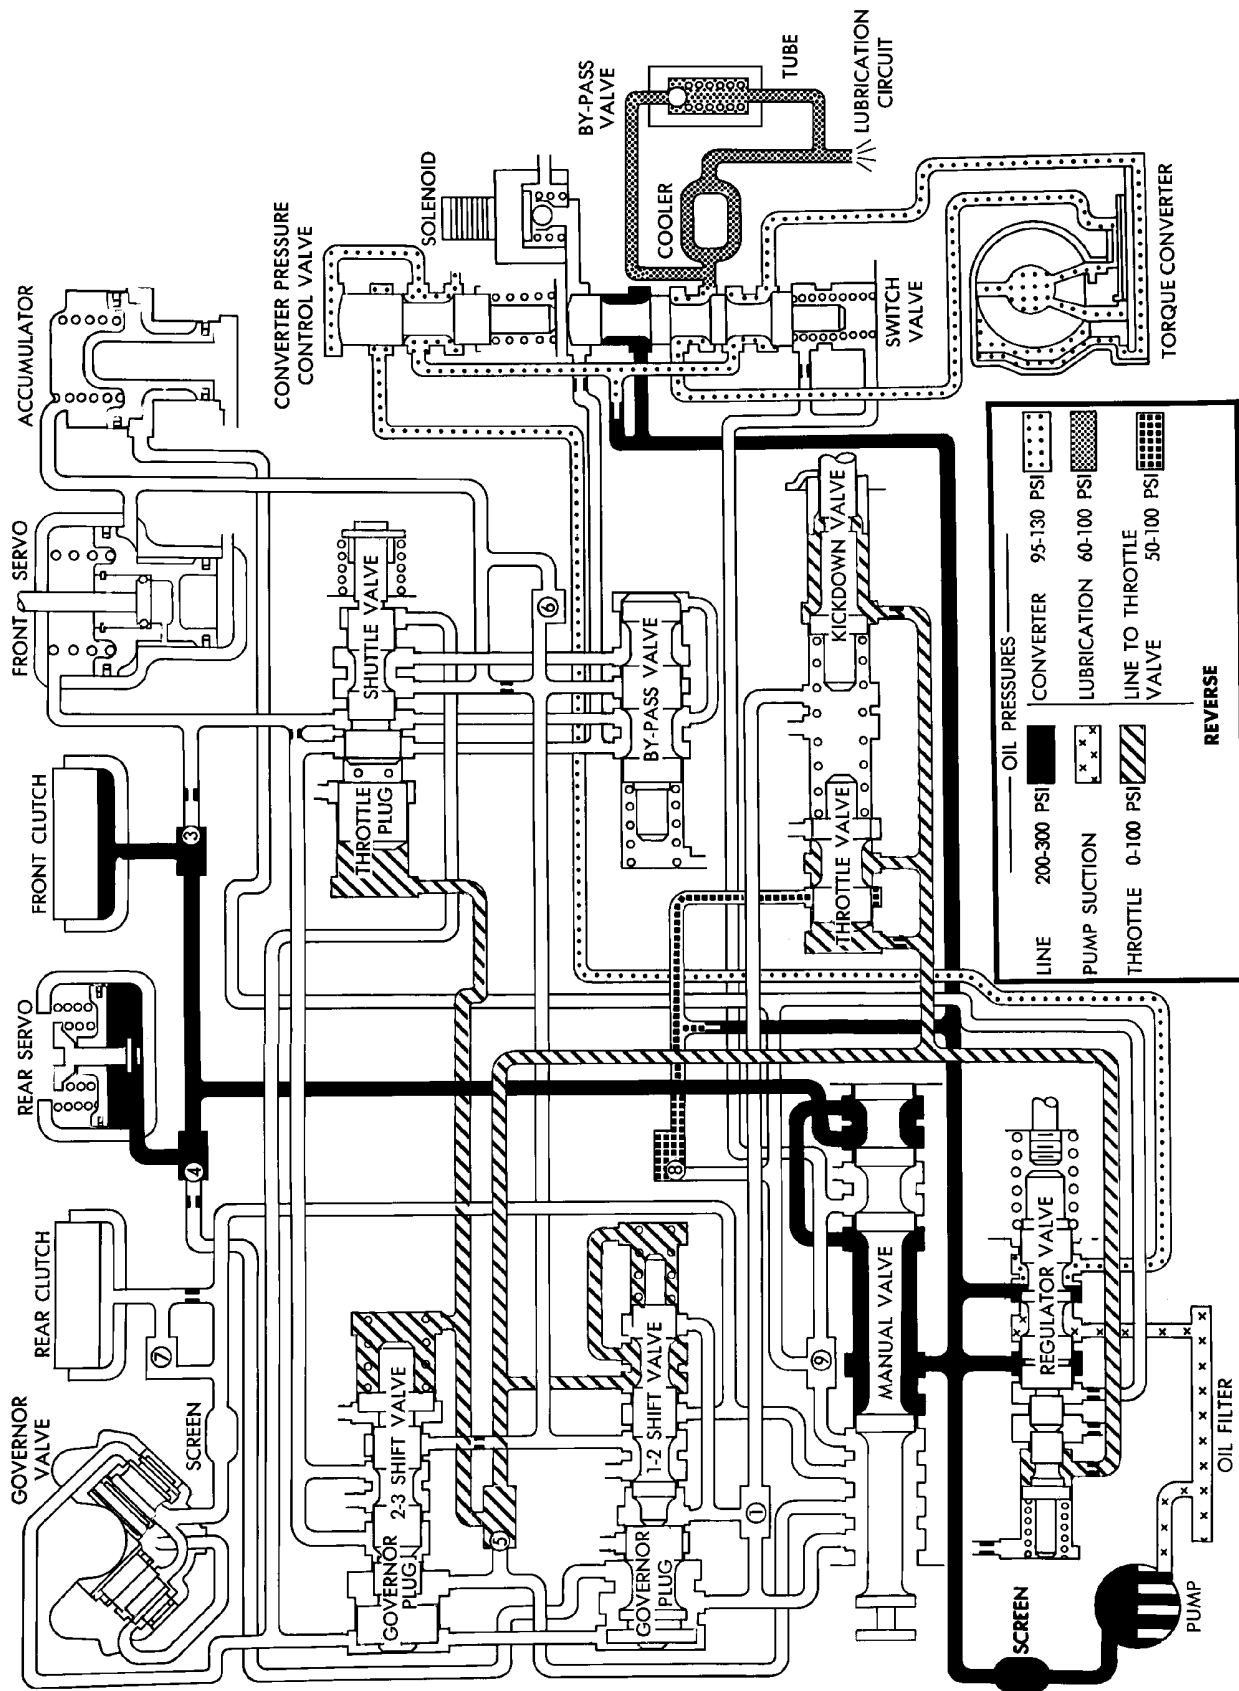 GOVERNOR
VALVE
REAR CLUTCH
REAR SERVO
FRONT CLUTCH
FRONT SERVO
ACCUMULATOR
SCREEN
7
4
3
CONVERTER PRESSURE
CONTROL VALVE
SOLENOID
BY-PASS
VALVE
TUBE
COOLER
LUBRICATION
CIRCUIT
GOVERNOR
PLUG
2-3 SHIFT VALVE
THROTTLE
PLUG
SHUTTLE VALVE
5
6
GOVERNOR
PLUG
1-2 SHIFT VALVE
8
BY-PASS VALVE
1
9
THROTTLE VALVE
KICKDOWN VALVE
SWITCH
VALVE
MANUAL VALVE
REGULATOR VALVE
TORQUE CONVERTER
SCREEN
PUMP
OIL FILTER
OIL PRESSURES
LINE 200-300 PSI
CONVERTER 95-130 PSI
PUMP SUCTION
LUBRICATION 60-100 PSI
THROTTLE 0-100 PSI
LINE TO THROTTLE
VALVE 50-100 PSI
REVERSE